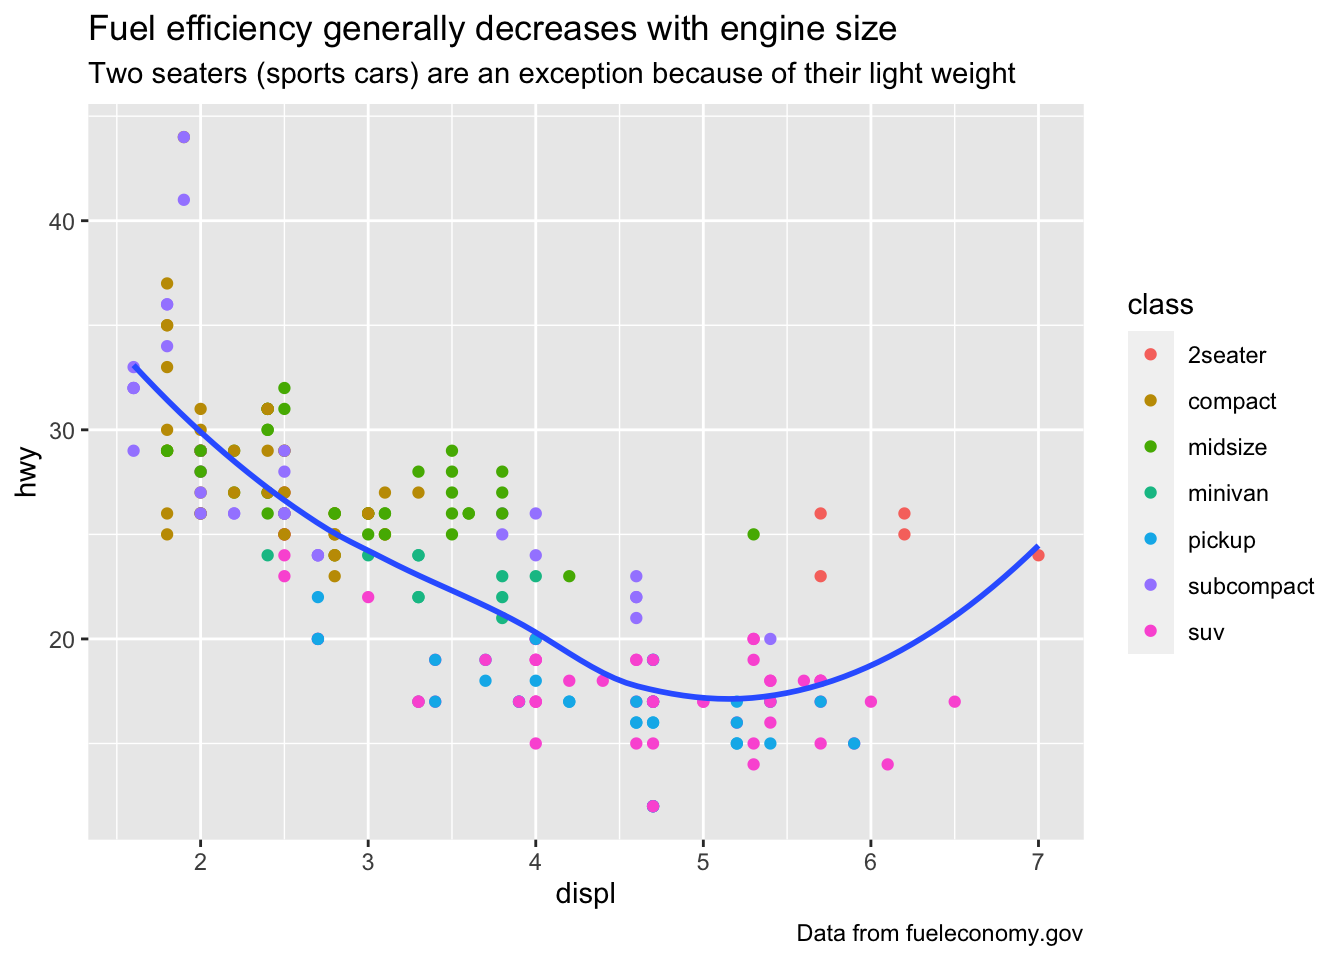 Fuel efficiency generally decreases with engine size
Two seaters (sports cars) are an exception because of their light weight
40
30
20
hwy
2 3 4 5 6 7
displ
class
2seater
compact
midsize
minivan
pickup
subcompact
suv
Data from fueleconomy.gov